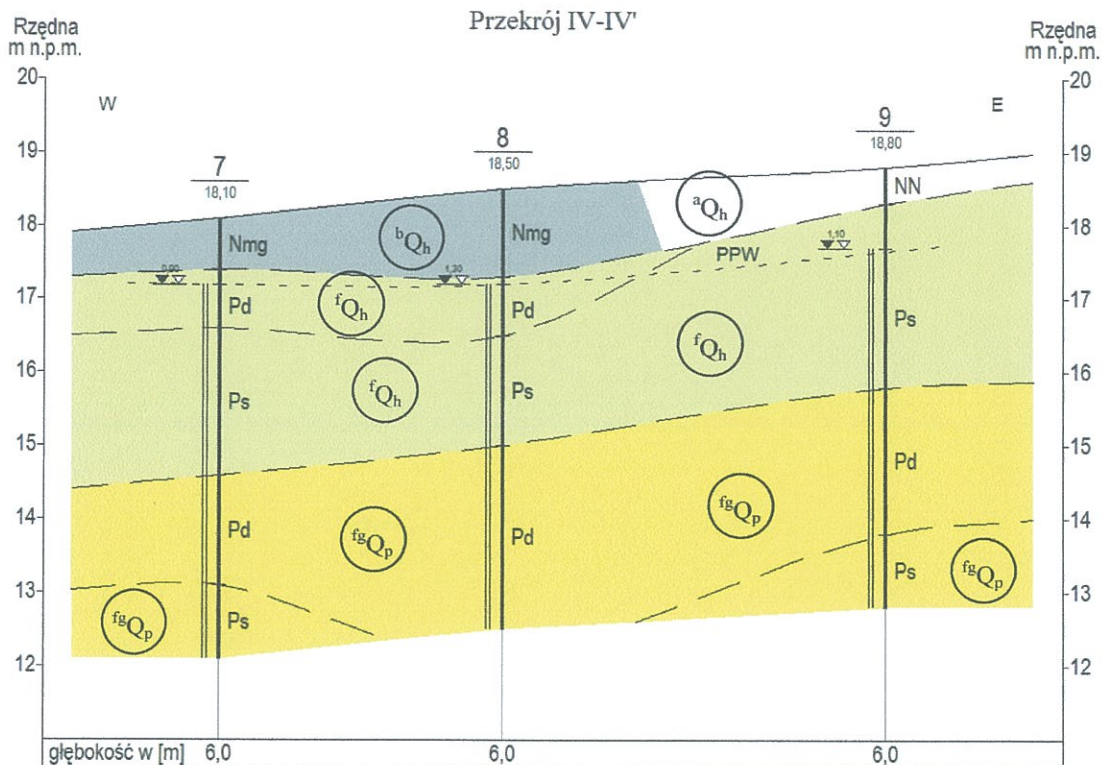 Przekrój IV-IV'
Rzędna
m n.p.m.
Rzędna
m n.p.m.
20
20
W
E
19
19
7
18,10
8
18,50
9
18,80
NN
18
18
Nmg
bQh
Nmg
aQh
0,90
1,30
PPW
1,10
17
17
Pd
fQh
Pd
fQh
Ps
16
16
Ps
fQh
Ps
15
15
Pd
fgQp
Pd
fgQp
Pd
14
14
13
13
fgQp
Ps
Ps
fgQp
12
12
głębokość w [m]
6,0
6,0
6,0